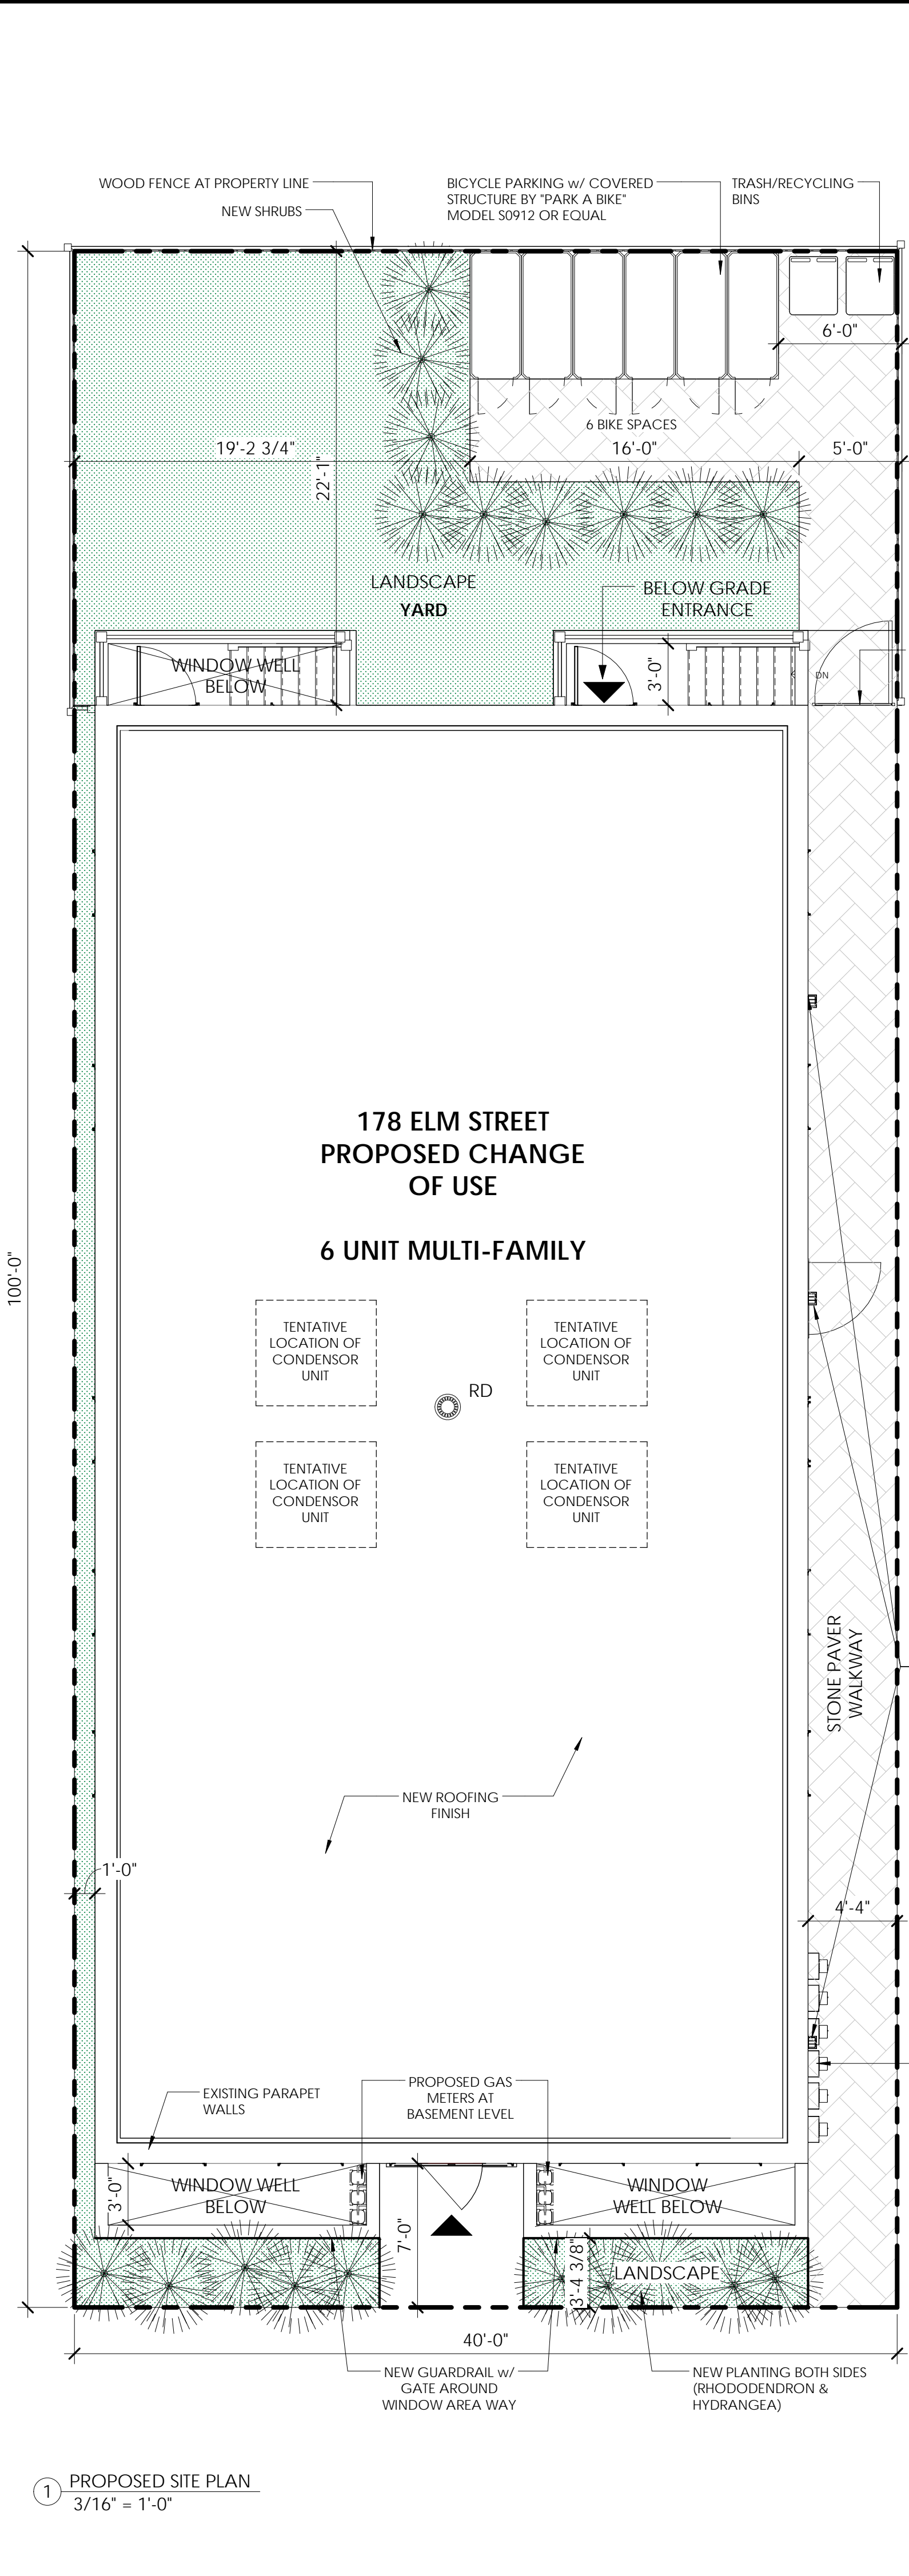 WOOD FENCE AT PROPERTY LINE
NEW SHRUBS
BICYCLE PARKING w/ COVERED
STRUCTURE BY "PARK A BIKE"
MODEL S0912 OR EQUAL
TRASH/RECYCLING
BINS
6'-0"
6 BIKE SPACES
19'-2 3/4"
22'-1"
16'-0"
5'-0"
LANDSCAPE
YARD
BELOW GRADE
ENTRANCE
WINDOW WELL
BELOW
3'-0"
DN
178 ELM STREET
PROPOSED CHANGE
OF USE
6 UNIT MULTI-FAMILY
100'-0"
TENTATIVE
LOCATION OF
CONDENSOR
UNIT
TENTATIVE
LOCATION OF
CONDENSOR
UNIT
RD
TENTATIVE
LOCATION OF
CONDENSOR
UNIT
TENTATIVE
LOCATION OF
CONDENSOR
UNIT
STONE PAVER
WALKWAY
NEW ROOFING
FINISH
1'-0"
4'-4"
EXISTING PARAPET
WALLS
PROPOSED GAS
METERS AT
BASEMENT LEVEL
3'-0"
WINDOW WELL
BELOW
7'-0"
WINDOW
WELL BELOW
3'-4 3/8"
LANDSCAPE
40'-0"
NEW GUARDRAIL w/
GATE AROUND
WINDOW AREA WAY
NEW PLANTING BOTH SIDES
(RHODODENDRON &
HYDRANGEA)
1
PROPOSED SITE PLAN
3/16" = 1'-0"